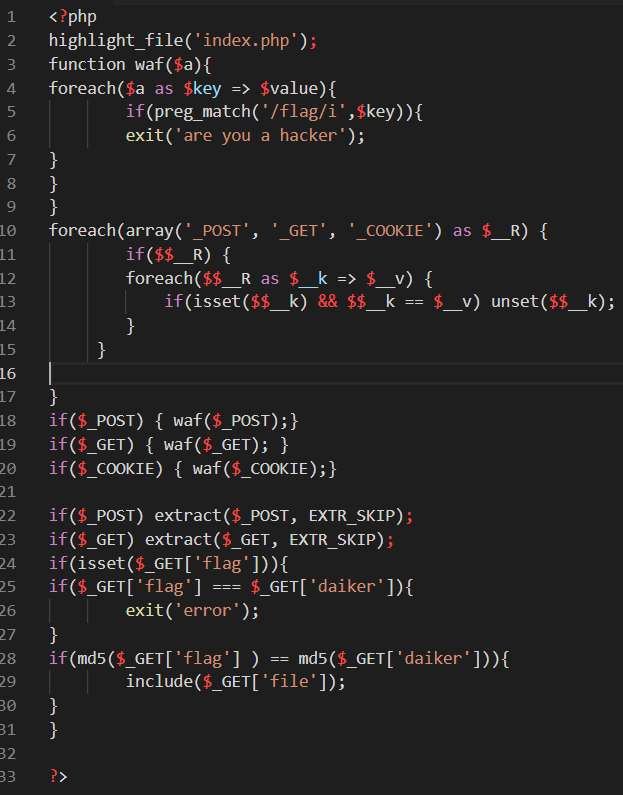 1 <?php
2 highlight_file('index.php');
3 function waf($a){
4 foreach($a as $key => $value){
5 if(preg_match('/flag/i',$key)){
6 exit('are you a hacker');
7 }
8 }
9 }
10 foreach(array('_POST', '_GET', '_COOKIE') as $__R) {
11 if($$__R) {
12 foreach($$__R as $__k => $__v) {
13 if(isset($$__k) && $$__k == $__v) unset($$__k);
14 }
15 }
16
17 }
18 if($_POST) { waf($_POST);}
19 if($_GET) { waf($_GET); }
20 if($_COOKIE) { waf($_COOKIE);}
21
22 if($_POST) extract($_POST, EXTR_SKIP);
23 if($_GET) extract($_GET, EXTR_SKIP);
24 if(isset($_GET['flag'])){
25 if($_GET['flag'] === $_GET['daiker']){
26 exit('error');
27 }
28 if(md5($_GET['flag'] ) == md5($_GET['daiker'])){
29 include($_GET['file']);
30 }
31 }
32
33 ?>